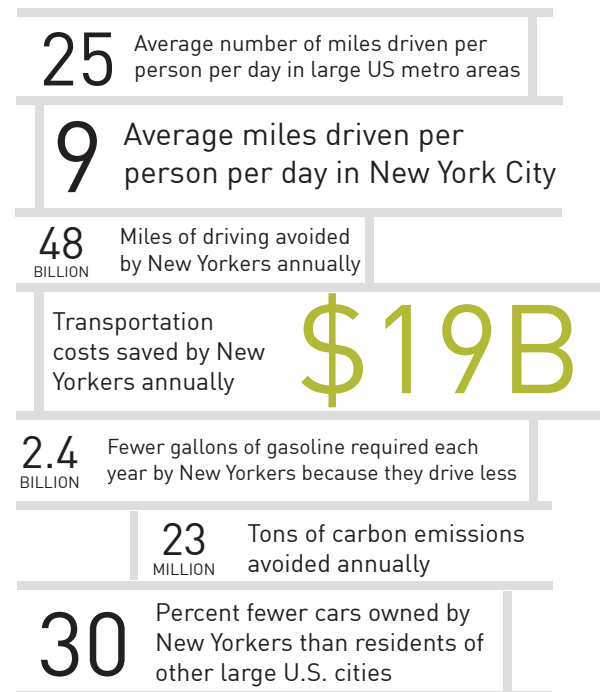 25
Average number of miles driven per
person per day in large US metro areas
9
Average miles driven per
person per day in New York City
48
BILLION
Miles of driving avoided
by New Yorkers annually
Transportation
costs saved by New
Yorkers annually
$19B
2.4
BILLION
Fewer gallons of gasoline required each
year by New Yorkers because they drive less
23
MILLION
Tons of carbon emissions
avoided annually
30
Percent fewer cars owned by
New Yorkers than residents of
other large U.S. cities